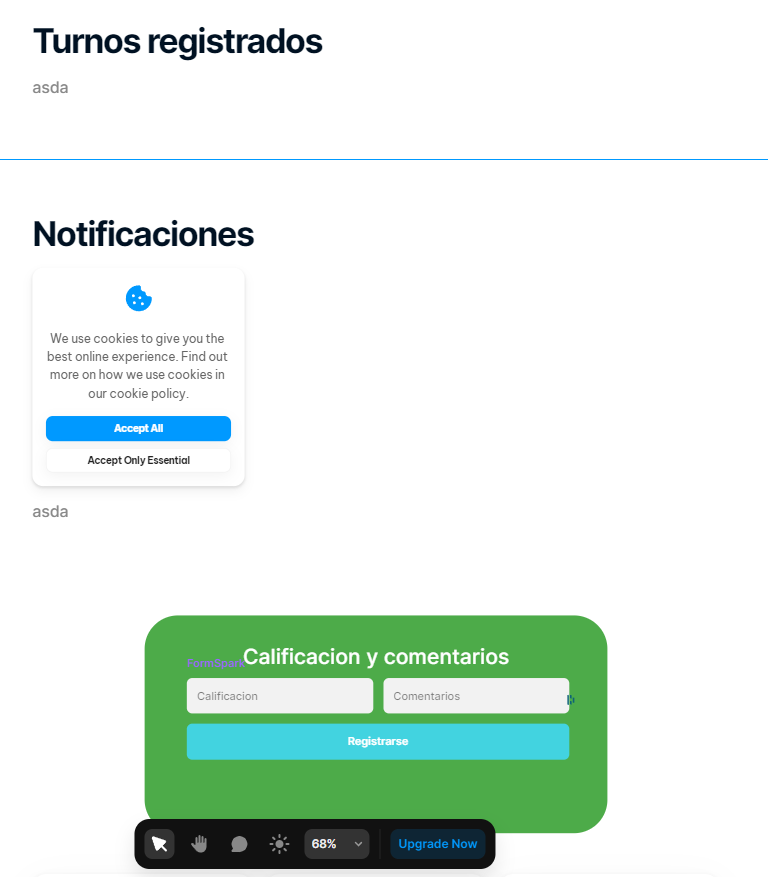 Turnos registrados
asda
Notificaciones
We use cookies to give you the
best online experience. Find out
more on how we use cookies in
our cookie policy.
Accept All
Accept Only Essential
asda
FormSpark
Calificacion y comentarios
Calificacion
Comentarios
Registrarse
68%
Upgrade Now